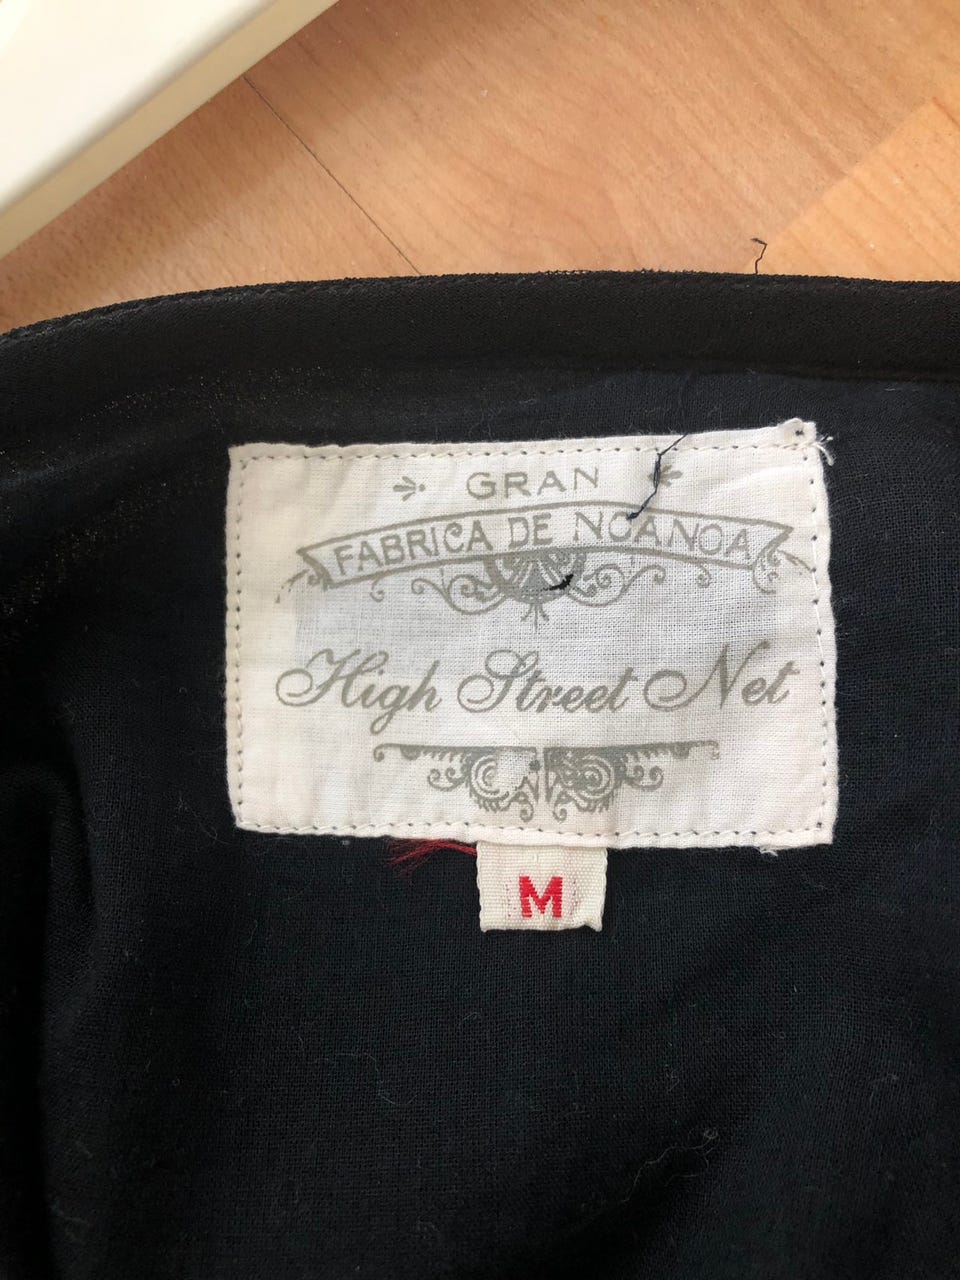 GRAN
FABRICA DE NOANOA
High Street Net
M